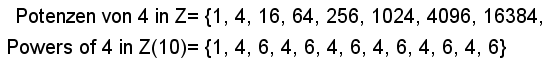 Potenzen von 4 in Z= {1, 4, 16, 64, 256, 1024, 4096, 16384,
Powers of 4 in Z(10)= {1, 4, 6, 4, 6, 4, 6, 4, 6, 4, 6, 4, 6}